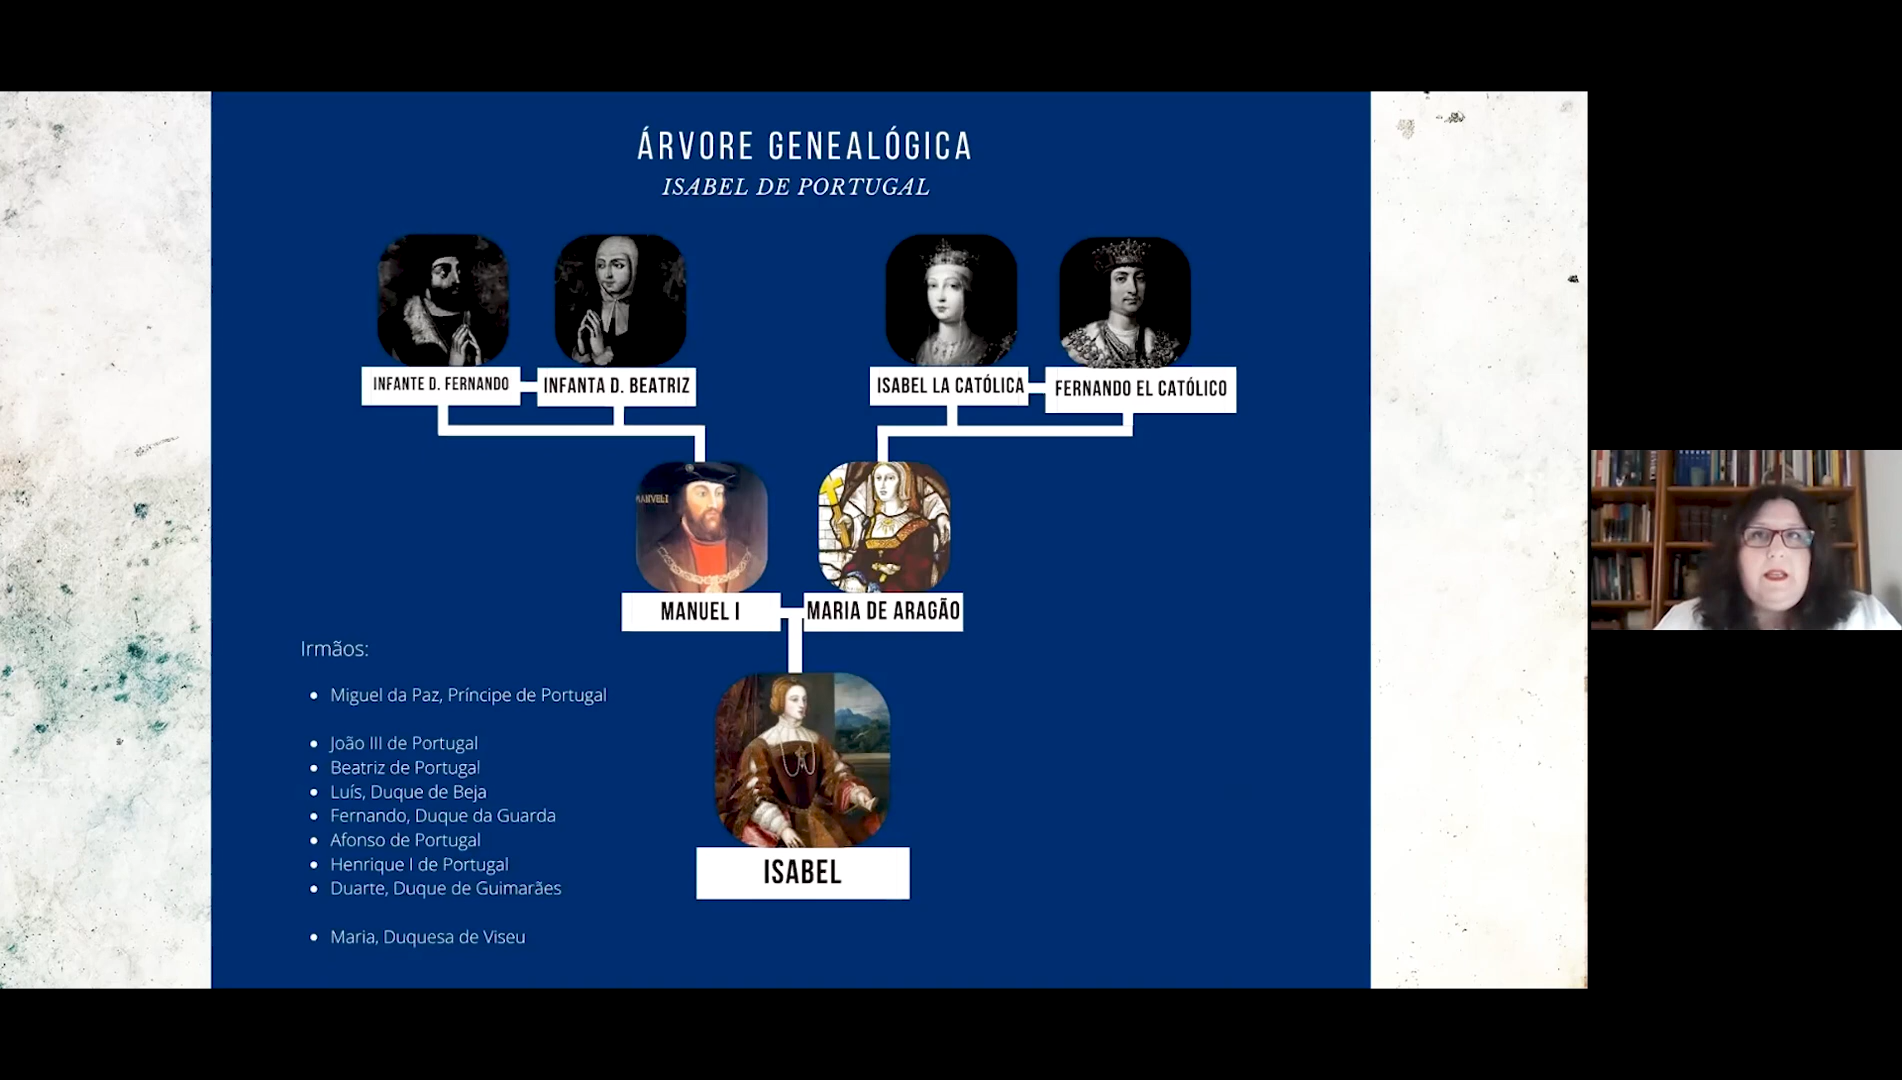 ÁRVORE GENEALÓGICA
ISABEL DE PORTUGAL
INFANTE D. FERNANDO
INFANTA D. BEATRIZ
ISABEL LA CATÓLICA
FERNANDO EL CATÓLICO
MANVELI
MANUEL I
MARIA DE ARAGÃO
Irmãos:
Miguel da Paz, Príncipe de Portugal
João III de Portugal
Beatriz de Portugal
Luís, Duque de Beja
Fernando, Duque da Guarda
Afonso de Portugal
Henrique I de Portugal
Duarte, Duque de Guimarães
Maria, Duquesa de Viseu
ISABEL